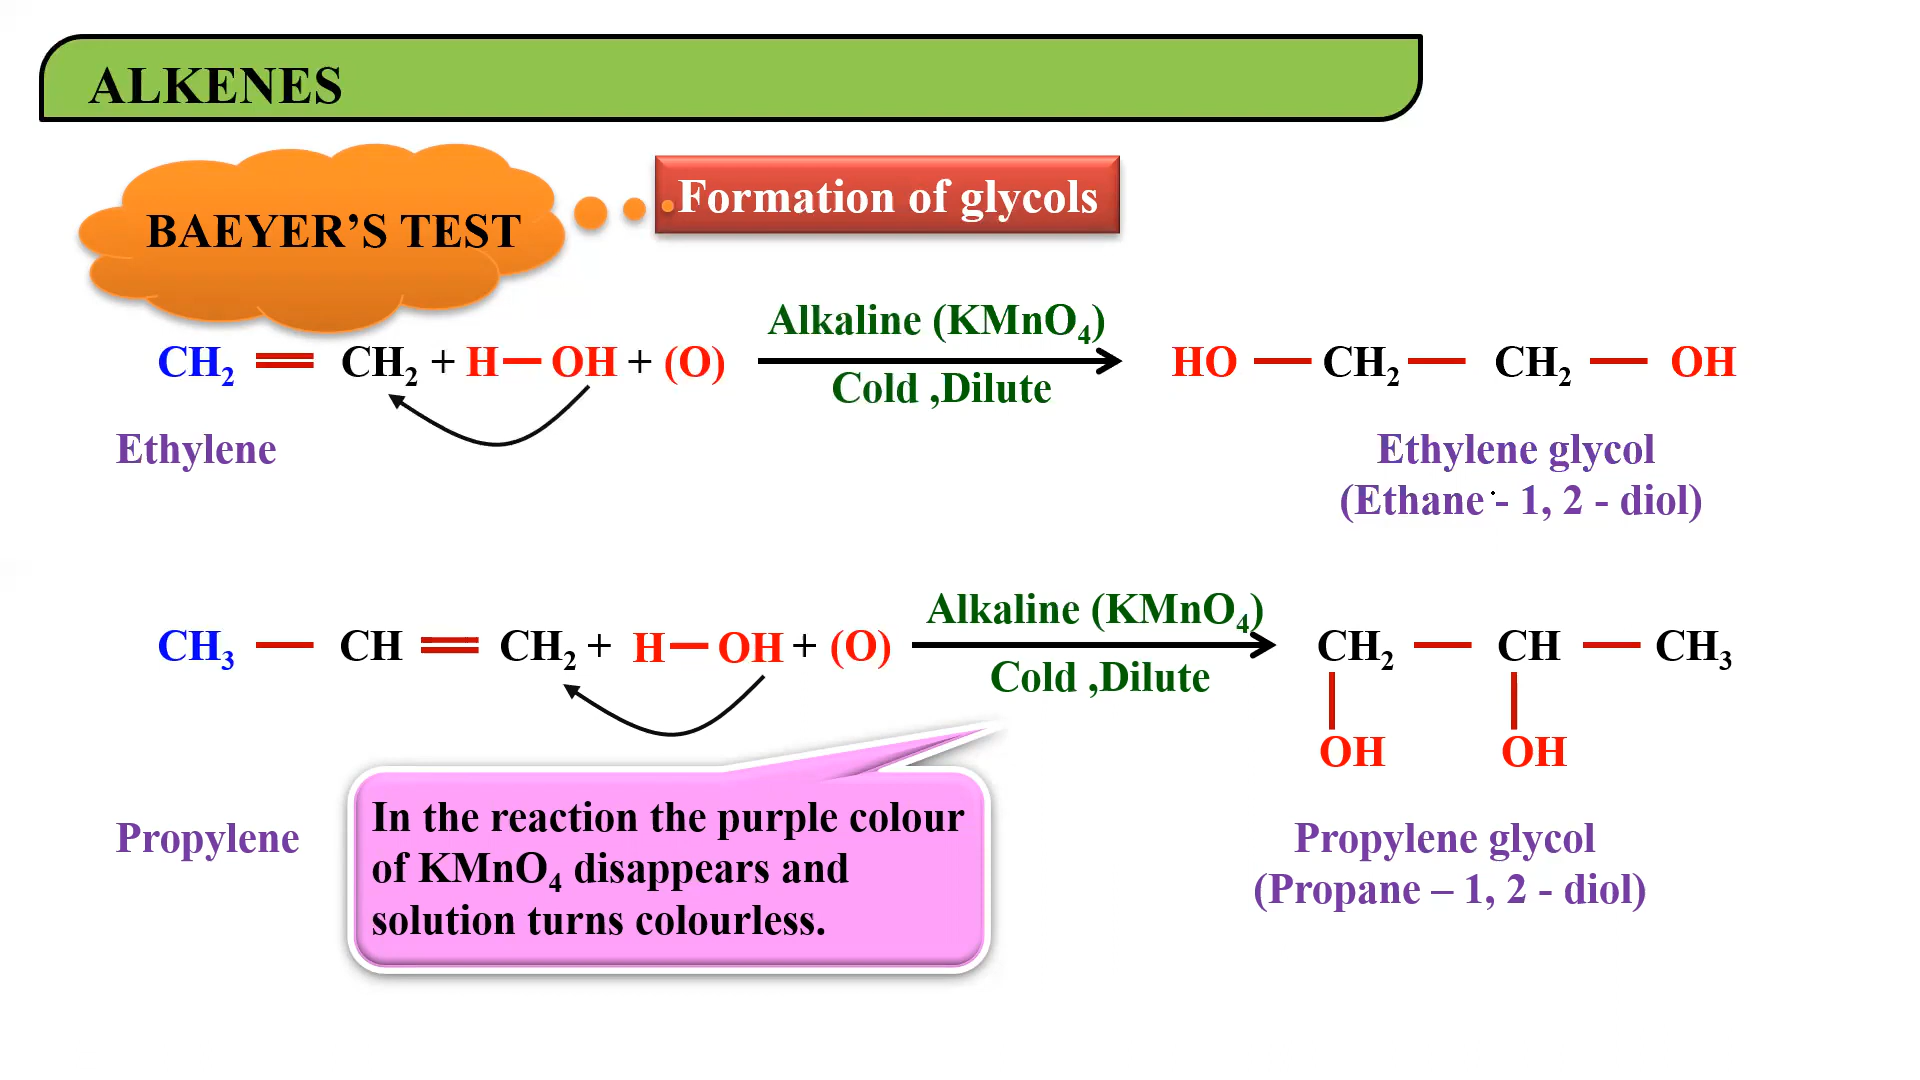 ALKENES
BAEYER’S TEST
Formation of glycols
Alkaline (KMnO₄)
CH₂ = CH₂ + H — OH + (O) → HO — CH₂ — CH₂ — OH
Cold ,Dilute
Ethylene
Ethylene glycol
(Ethane - 1, 2 - diol)
Alkaline (KMnO₄)
CH₃ — CH = CH₂ + H — OH + (O) → CH₂ — CH — CH₃
Cold ,Dilute
OH OH
In the reaction the purple colour
of KMnO₄ disappears and
solution turns colourless.
Propylene
Propylene glycol
(Propane – 1, 2 - diol)